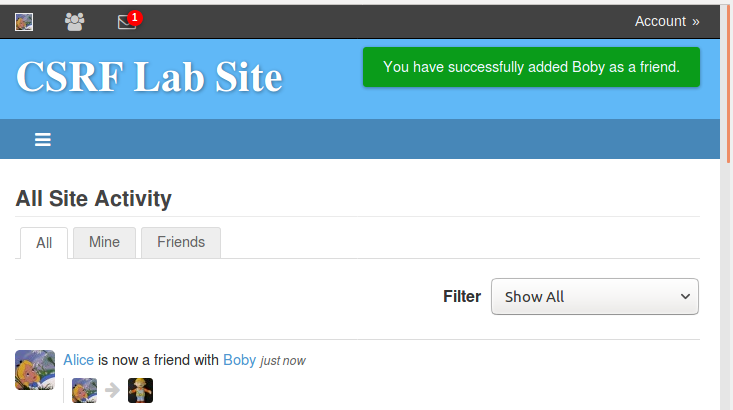 1
Account »
CSRF Lab Site
You have successfully added Boby as a friend.
All Site Activity
All
Mine
Friends
Filter
Show All
Alice is now a friend with Boby just now